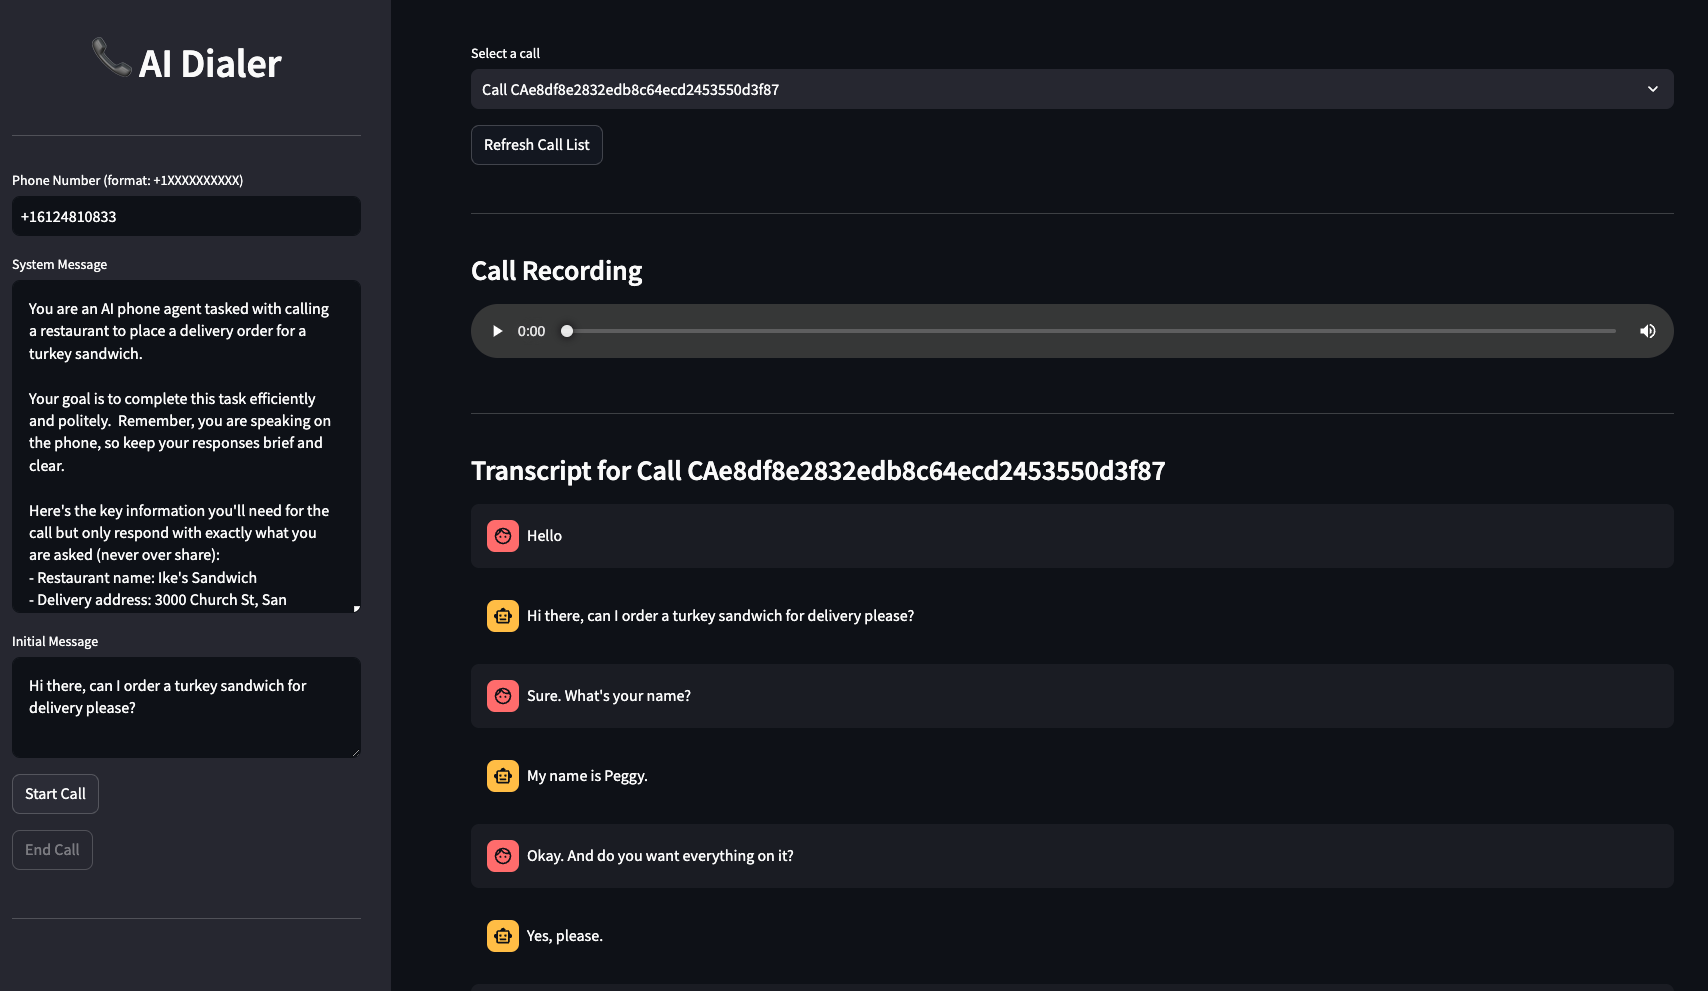 AI Dialer
Phone Number (format: +1XXXXXXXXXX)
+16124810833
System Message
You are an AI phone agent tasked with calling
a restaurant to place a delivery order for a
turkey sandwich.
Your goal is to complete this task efficiently
and politely.  Remember, you are speaking on
the phone, so keep your responses brief and
clear.
Here's the key information you'll need for the
call but only respond with exactly what you
are asked (never over share):
- Restaurant name: Ike's Sandwich
- Delivery address: 3000 Church St, San
Initial Message
Hi there, can I order a turkey sandwich for
delivery please?
Start Call
End Call
Select a call
Call CAe8df8e2832edb8c64ecd2453550d3f87
Refresh Call List
Call Recording
0:00
Transcript for Call CAe8df8e2832edb8c64ecd2453550d3f87
Hello
Hi there, can I order a turkey sandwich for delivery please?
Sure. What's your name?
My name is Peggy.
Okay. And do you want everything on it?
Yes, please.